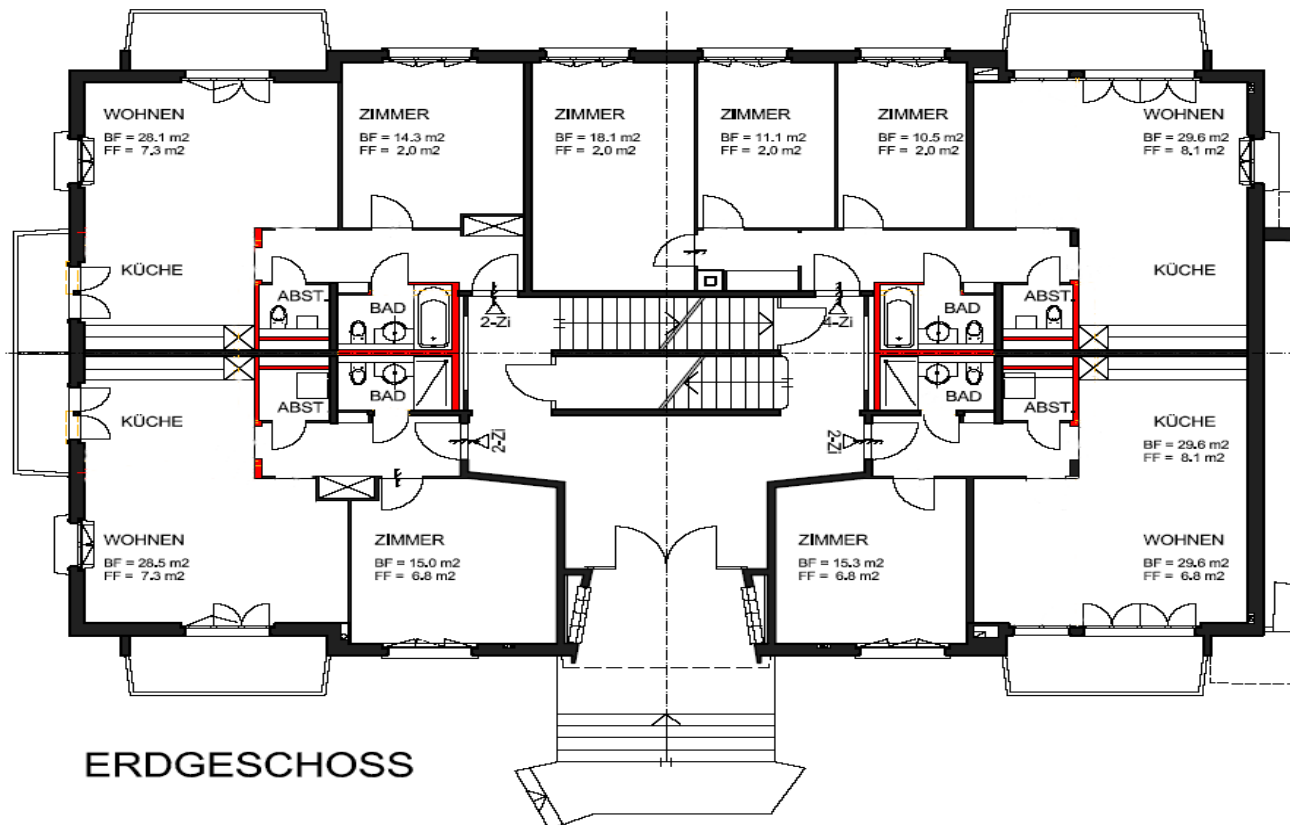 WOHNEN
BF = 28.1 m2
FF = 7.3 m2
ZIMMER
BF = 14.3 m2
FF = 2.0 m2
ZIMMER
BF = 18.1 m2
FF = 2.0 m2
ZIMMER
BF = 11.1 m2
FF = 2.0 m2
ZIMMER
BF = 10.5 m2
FF = 2.0 m2
WOHNEN
BF = 29.6 m2
FF = 8.1 m2
KÜCHE
ABST.
BAD
2-Zi
4-Zi
BAD
ABST.
KÜCHE
KÜCHE
ABST.
BAD
2-Zi
2-Zi
BAD
ABST.
KÜCHE
BF = 29.6 m2
FF = 8.1 m2
WOHNEN
BF = 28.5 m2
FF = 7.3 m2
ZIMMER
BF = 15.0 m2
FF = 6.8 m2
ZIMMER
BF = 15.3 m2
FF = 6.8 m2
WOHNEN
BF = 29.6 m2
FF = 6.8 m2
ERDGESCHOSS